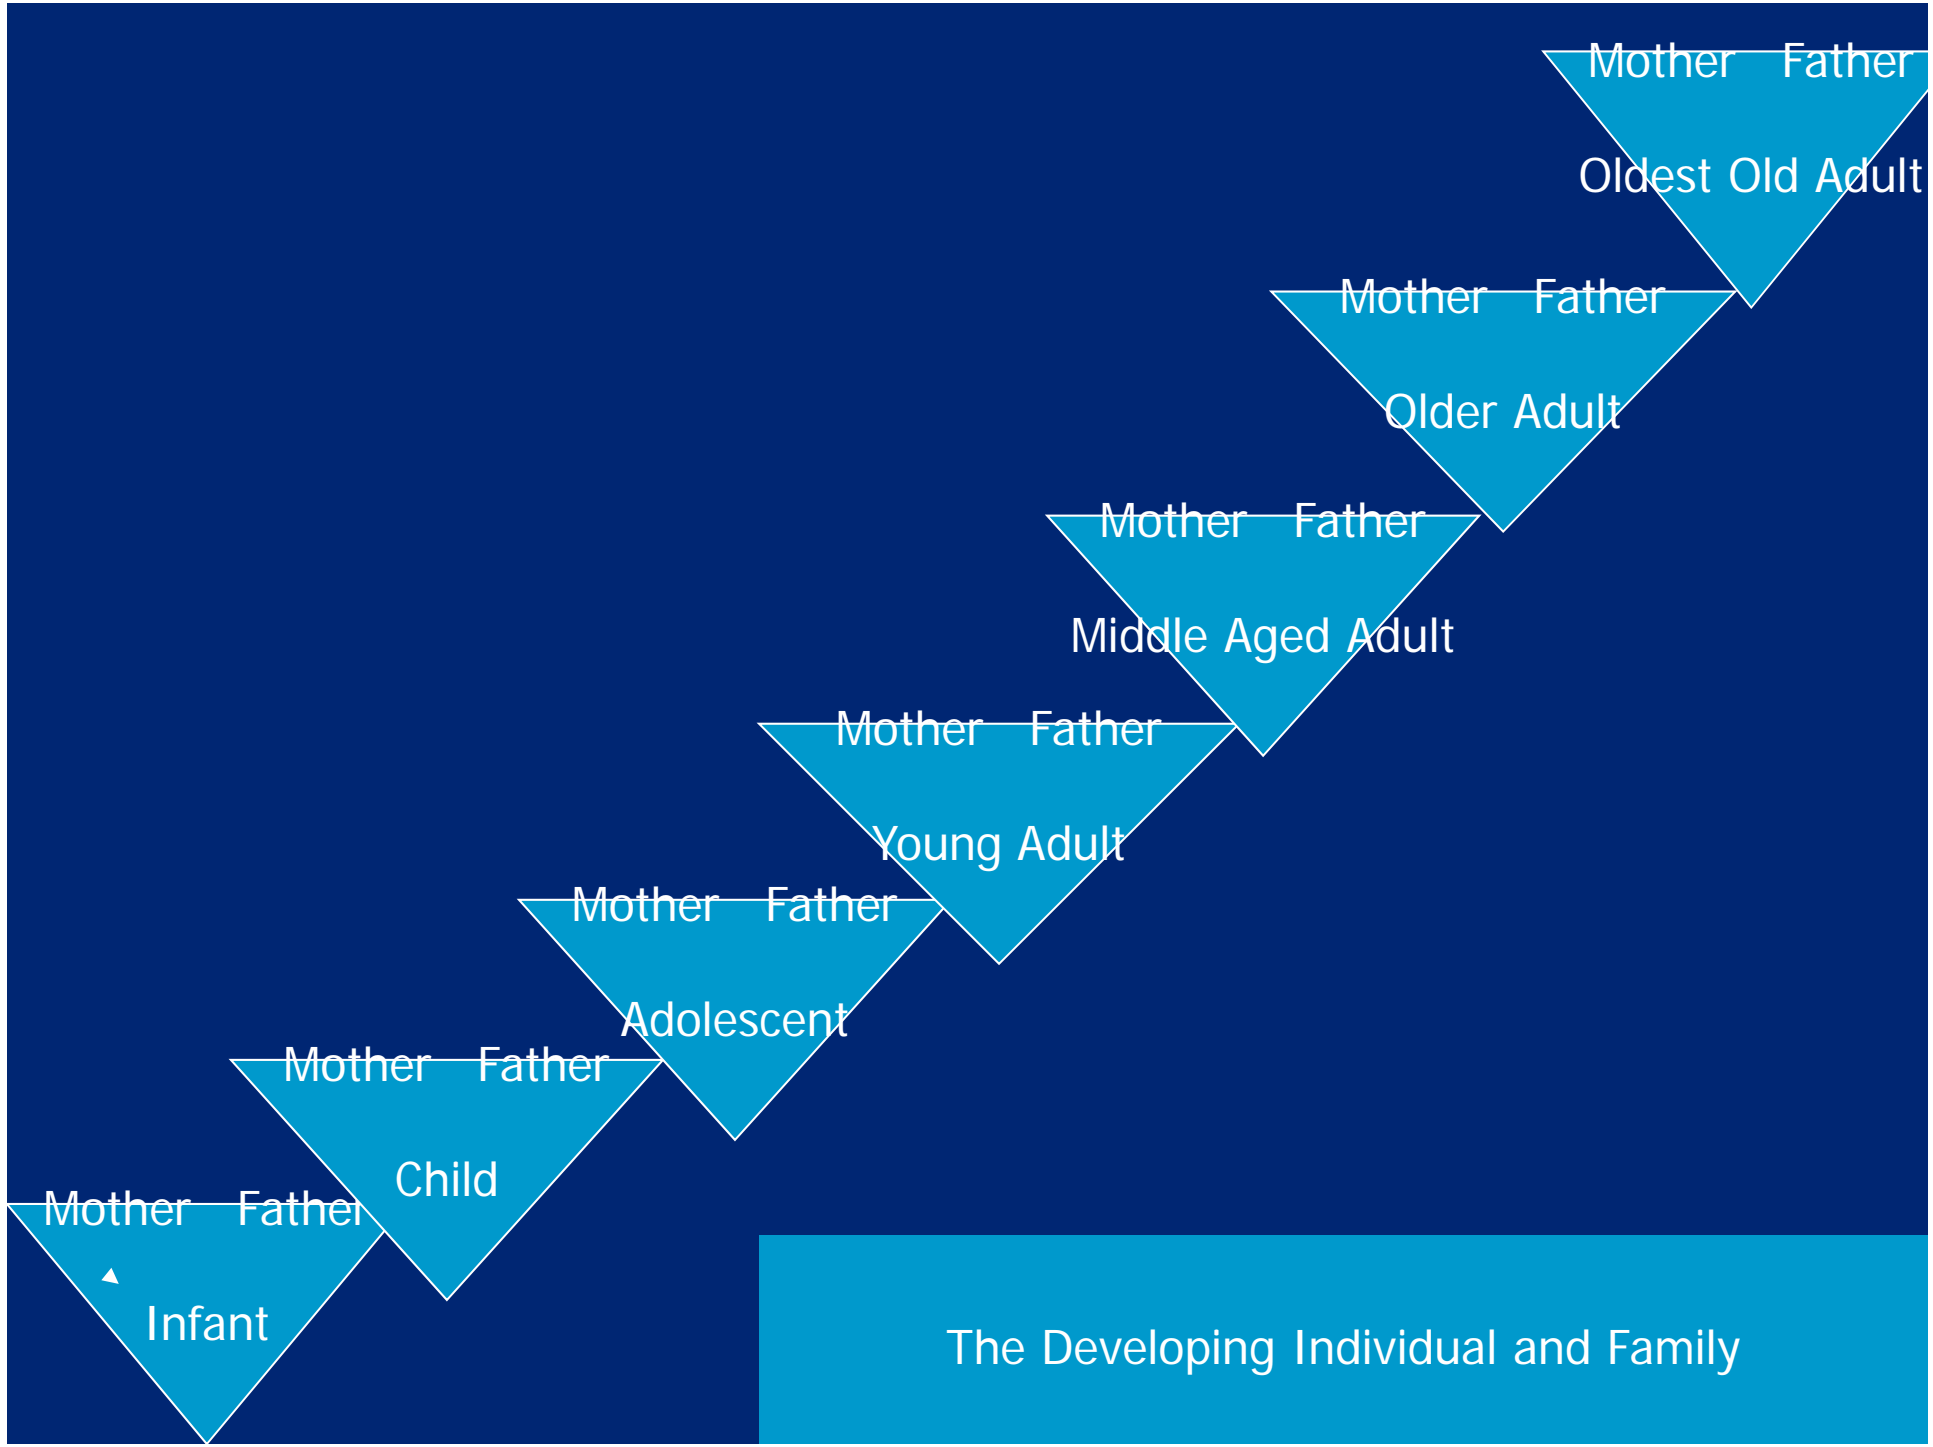 Mother Father
Oldest Old Adult
Mother Father
Older Adult
Mother Father
Middle Aged Adult
Mother Father
Young Adult
Mother Father
Adolescent
Mother Father
Child
Mother Father
Infant
The Developing Individual and Family